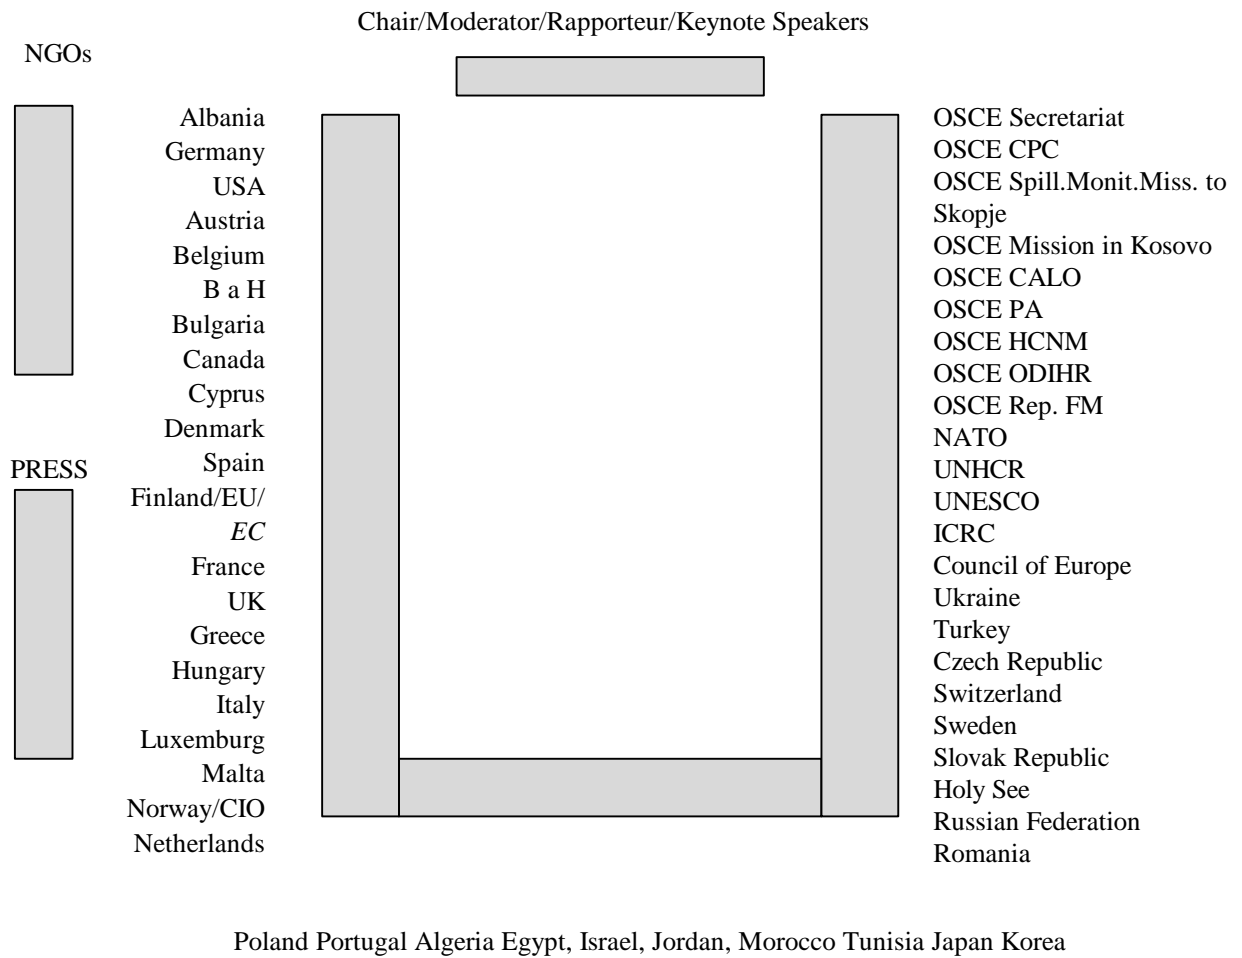 Chair/Moderator/Rapporteur/Keynote Speakers
NGOs
PRESS
Albania
Germany
USA
Austria
Belgium
B a H
Bulgaria
Canada
Cyprus
Denmark
Spain
Finland/EU/
EC
France
UK
Greece
Hungary
Italy
Luxemburg
Malta
Norway/CIO
Netherlands
OSCE Secretariat
OSCE CPC
OSCE Spill.Monit.Miss. to
Skopje
OSCE Mission in Kosovo
OSCE CALO
OSCE PA
OSCE HCNM
OSCE ODIHR
OSCE Rep. FM
NATO
UNHCR
UNESCO
ICRC
Council of Europe
Ukraine
Turkey
Czech Republic
Switzerland
Sweden
Slovak Republic
Holy See
Russian Federation
Romania
Poland Portugal Algeria Egypt, Israel, Jordan, Morocco Tunisia Japan Korea